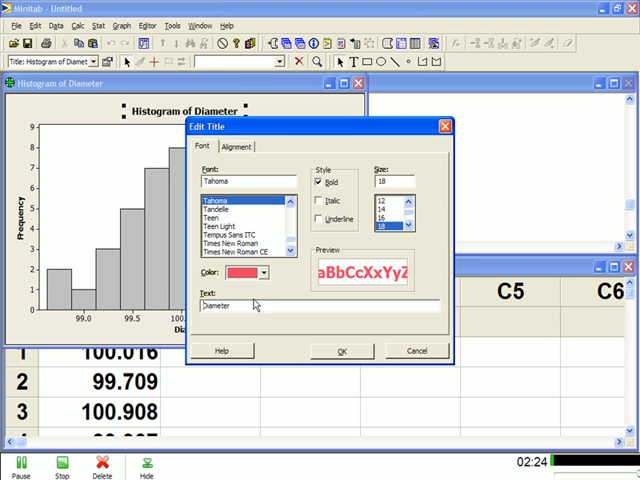 Minitab - Untitled
File Edit Data Calc Stat Graph Editor Tools Window Help
Title: Histogram of Diamet
Histogram of Diameter
Histogram of Diameter
Edit Title
Font Alignment
Font:
Tahoma
Tahoma
Tandelle
Teen
Teen Light
Tempus Sans ITC
Times New Roman
Times New Roman CE
Style
Bold
Italic
Underline
Size:
18
12
14
16
18
Preview
aBbCcXxYyZ
Color:
Text:
Diameter
Help OK Cancel
Frequency
9
8
7
6
5
4
3
2
1
0
99.0 99.5 100.
Dia
C5 C6
1 100.016
2 99.709
3 100.908
Pause Stop Delete Hide
02:24